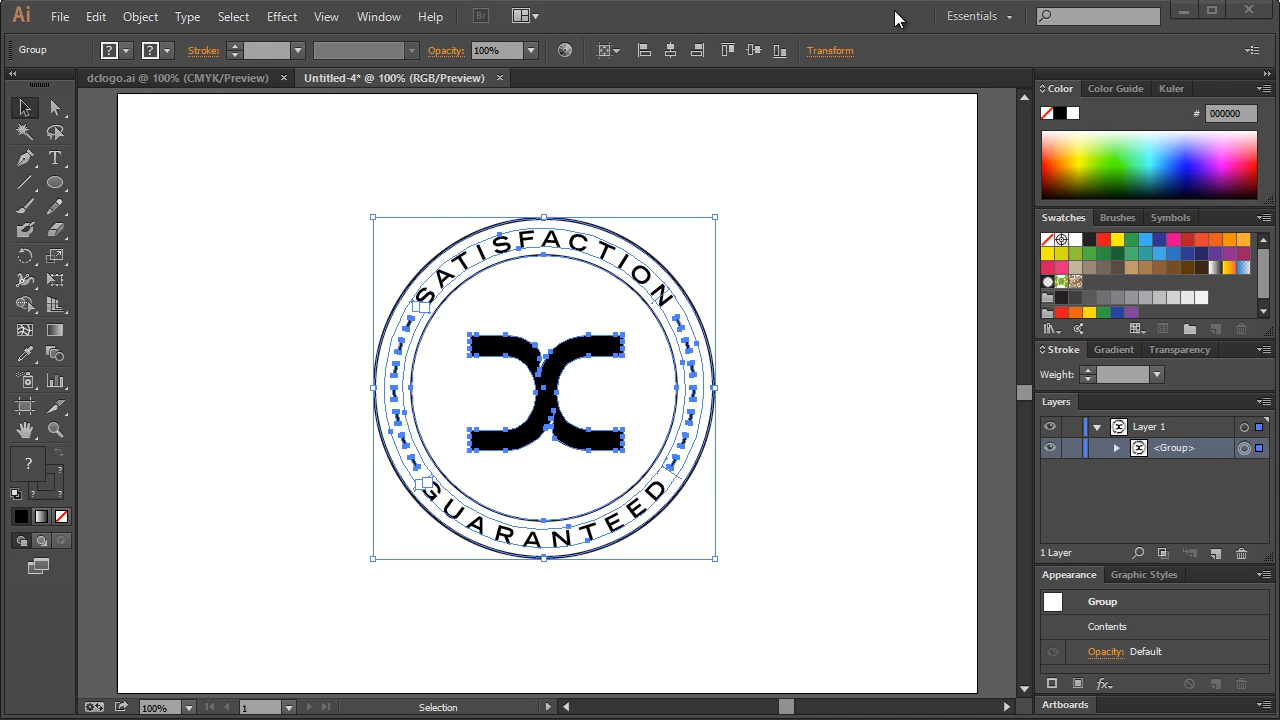 Ai File Edit Object Type Select Effect View Window Help Br Essentials
Group ? ? Stroke: Opacity: 100% Transform
dclogo.ai @ 100% (CMYK/Preview) × Untitled-4* @ 100% (RGB/Preview) ×
Color Color Guide Kuler
# 000000
SATISFACTION
GUARANTEED
Swatches Brushes Symbols
Stroke Gradient Transparency
Weight:
Layers
Layer 1
<Group>
1 Layer
Appearance Graphic Styles
Group
Contents
Opacity: Default
fx
Artboards
T
?
?
? ?
100% 1 Selection